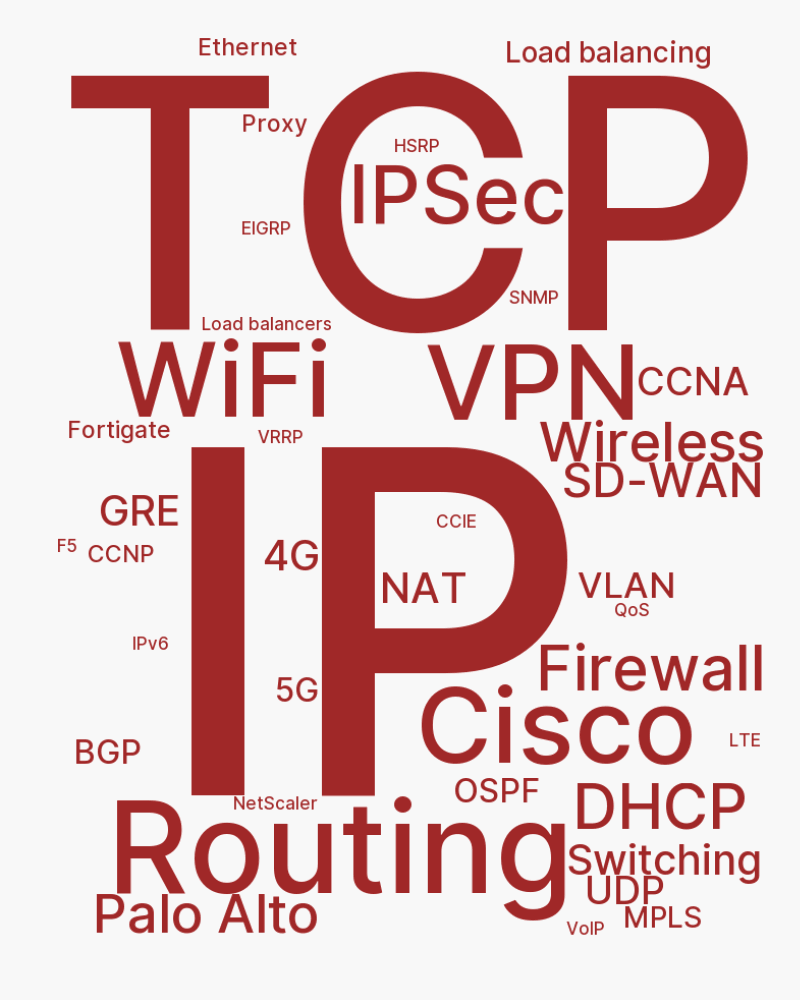 Ethernet
Load balancing
TCP
Proxy
HSRP
IPSec
EIGRP
SNMP
Load balancers
WiFi
VPN
CCNA
Fortigate
VRRP
Wireless
SD-WAN
IP
GRE
CCIE
F5
CCNP
4G
NAT
VLAN
QoS
IPv6
Firewall
5G
Cisco
BGP
LTE
OSPF
NetScaler
DHCP
Routing
Switching
UDP
Palo Alto
MPLS
VoIP